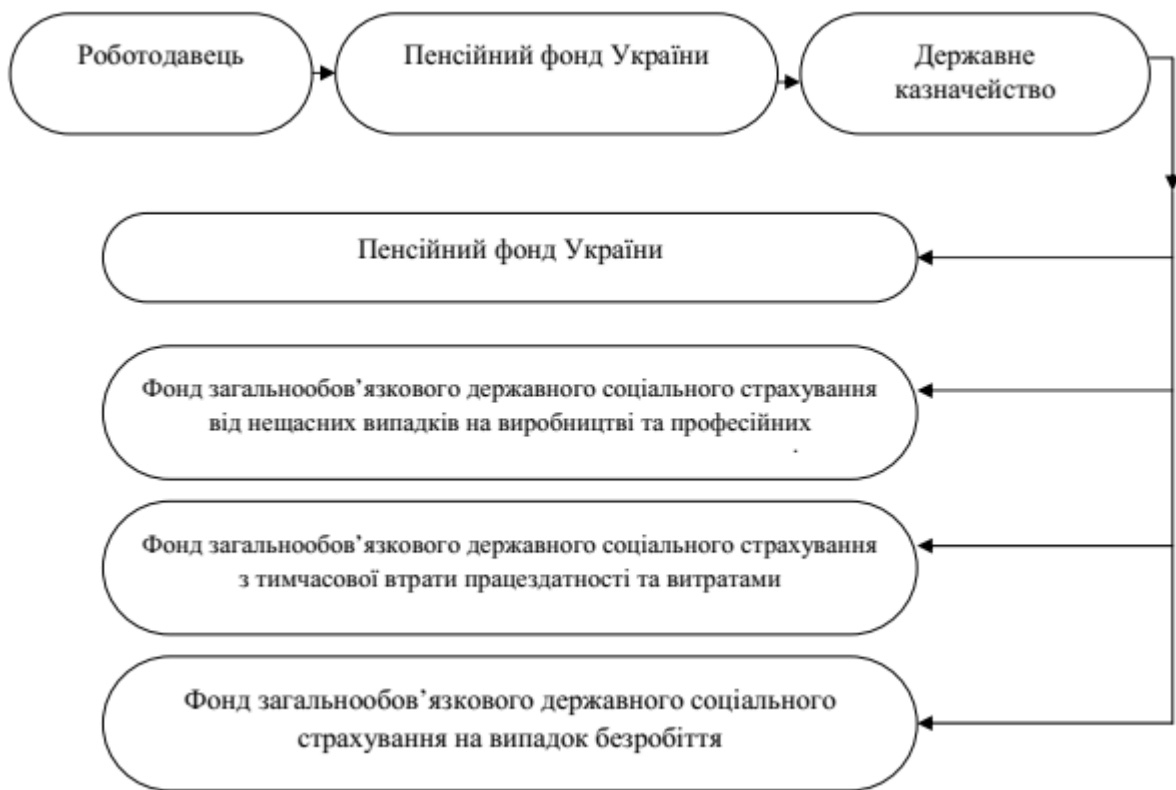 Роботодавець
Пенсійний фонд України
Державне
казначейство
Пенсійний фонд України
Фонд загальнообов’язкового державного соціального страхування
від нещасних випадків на виробництві та професійних
Фонд загальнообов’язкового державного соціального страхування
з тимчасової втрати працездатності та витратами
Фонд загальнообов’язкового державного соціального
страхування на випадок безробіття